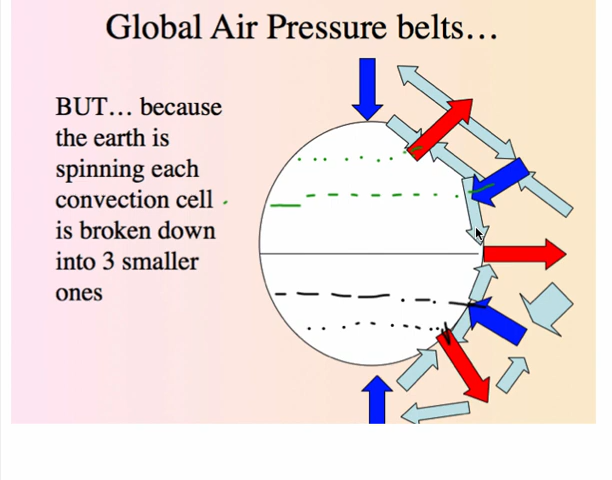 Global Air Pressure belts…
BUT… because
the earth is
spinning each
convection cell
is broken down
into 3 smaller
ones